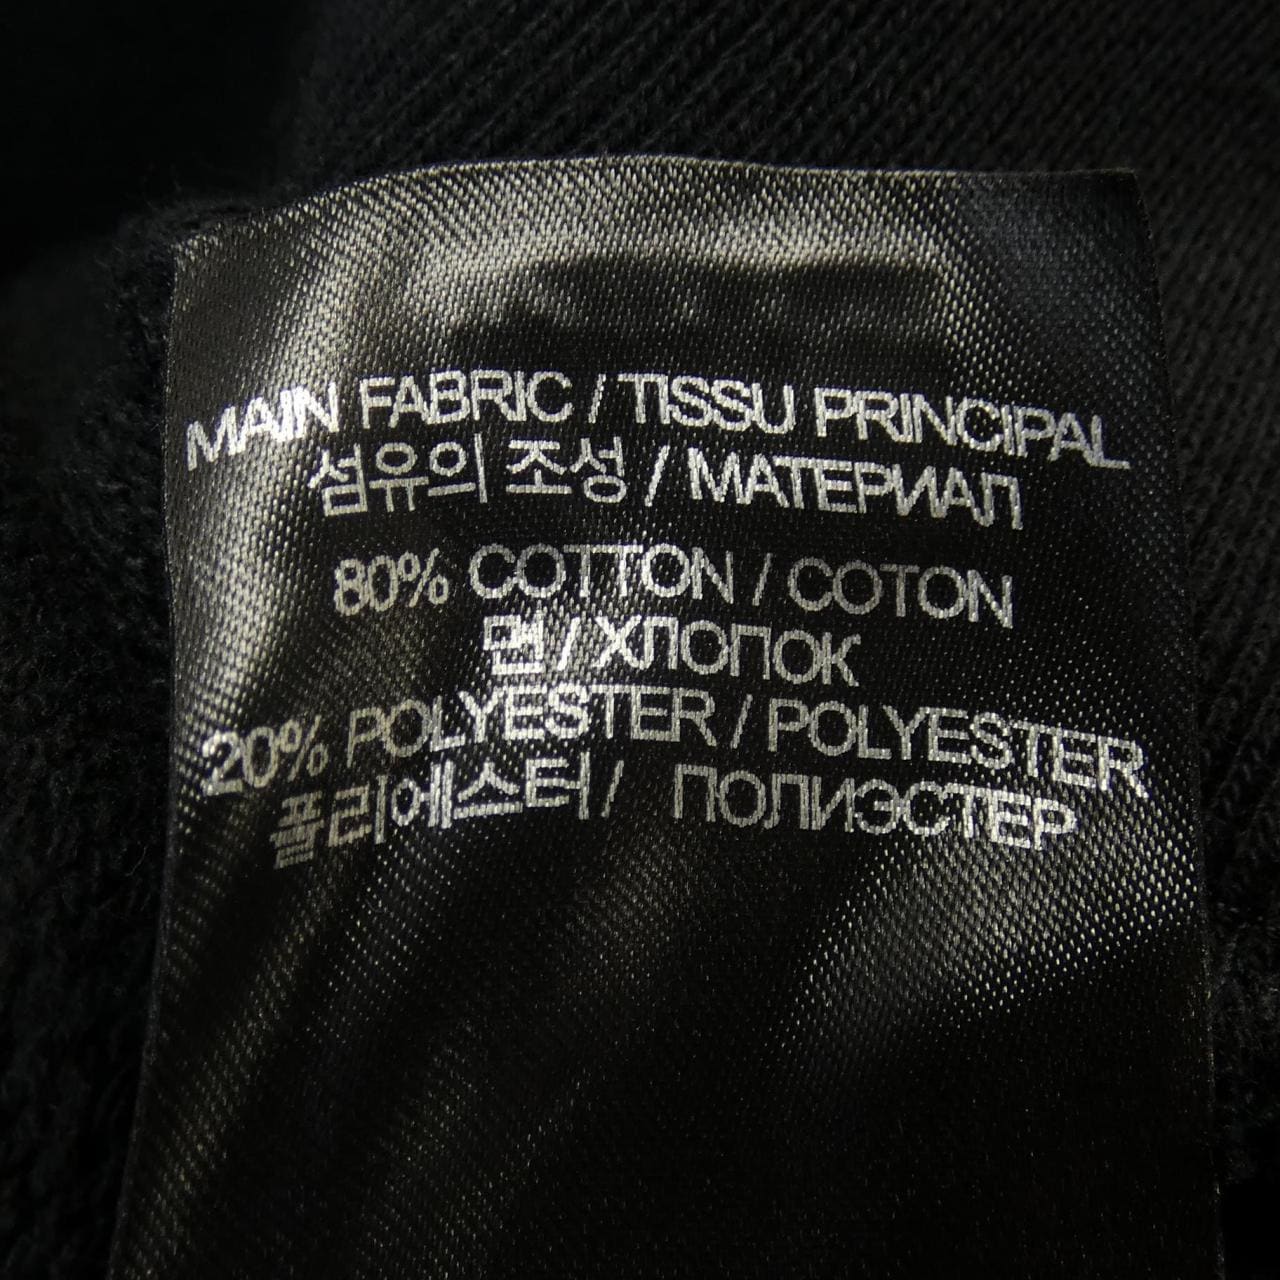 MAIN FABRIC / TISSU PRINCIPAL
섬유의 조성 / МАТЕРИАЛ
80% COTTON / COTON
면 / ХЛОПОК
20% POLYESTER / POLYESTER
플리에스터 / ПОЛИЭСТЕР